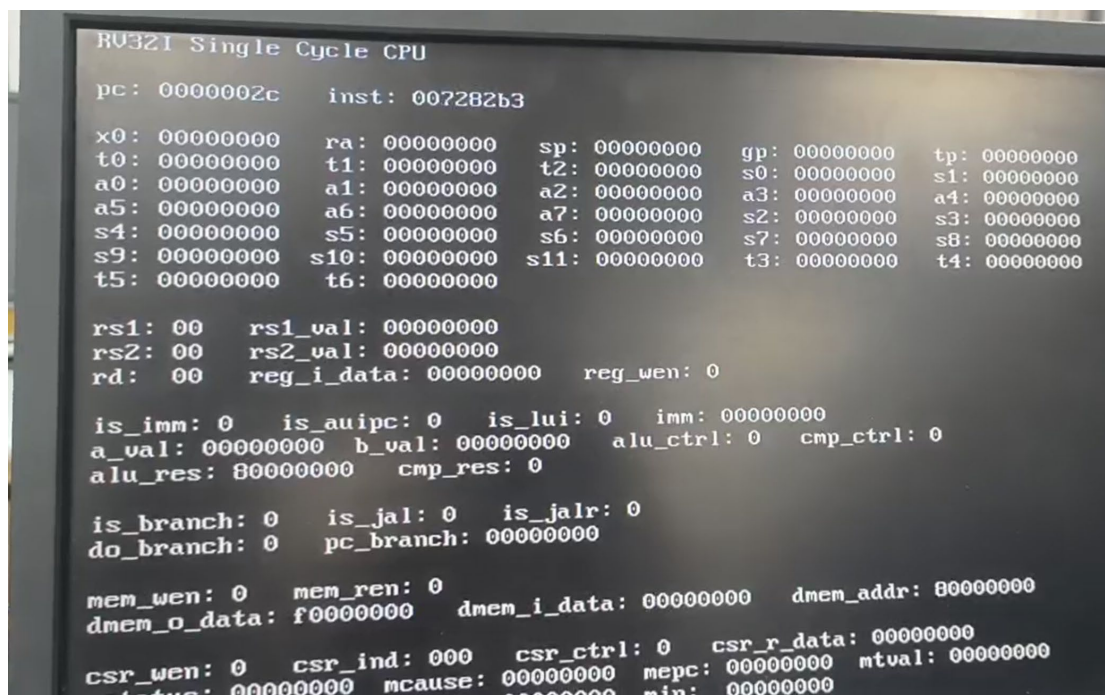 RV32I Single Cycle CPU
pc: 0000002c inst: 007282b3
x0: 00000000 ra: 00000000 sp: 00000000 gp: 00000000 tp: 00000000
t0: 00000000 t1: 00000000 t2: 00000000 s0: 00000000 s1: 00000000
a0: 00000000 a1: 00000000 a2: 00000000 a3: 00000000 a4: 00000000
a5: 00000000 a6: 00000000 a7: 00000000 s2: 00000000 s3: 00000000
s4: 00000000 s5: 00000000 s6: 00000000 s7: 00000000 s8: 00000000
s9: 00000000 s10: 00000000 s11: 00000000 t3: 00000000 t4: 00000000
t5: 00000000 t6: 00000000
rs1: 00 rs1_val: 00000000
rs2: 00 rs2_val: 00000000
rd: 00 reg_i_data: 00000000 reg_wen: 0
is_imm: 0 is_auipc: 0 is_lui: 0 imm: 00000000
a_val: 00000000 b_val: 00000000 alu_ctrl: 0 cmp_ctrl: 0
alu_res: 80000000 cmp_res: 0
is_branch: 0 is_jal: 0 is_jalr: 0
do_branch: 0 pc_branch: 00000000
mem_wen: 0 mem_ren: 0
dmem_o_data: f0000000 dmem_i_data: 00000000 dmem_addr: 80000000
csr_wen: 0 csr_ind: 000 csr_ctrl: 0 csr_r_data: 00000000
00000000 mcause: 00000000 mepc: 00000000 mtval: 00000000
00000000